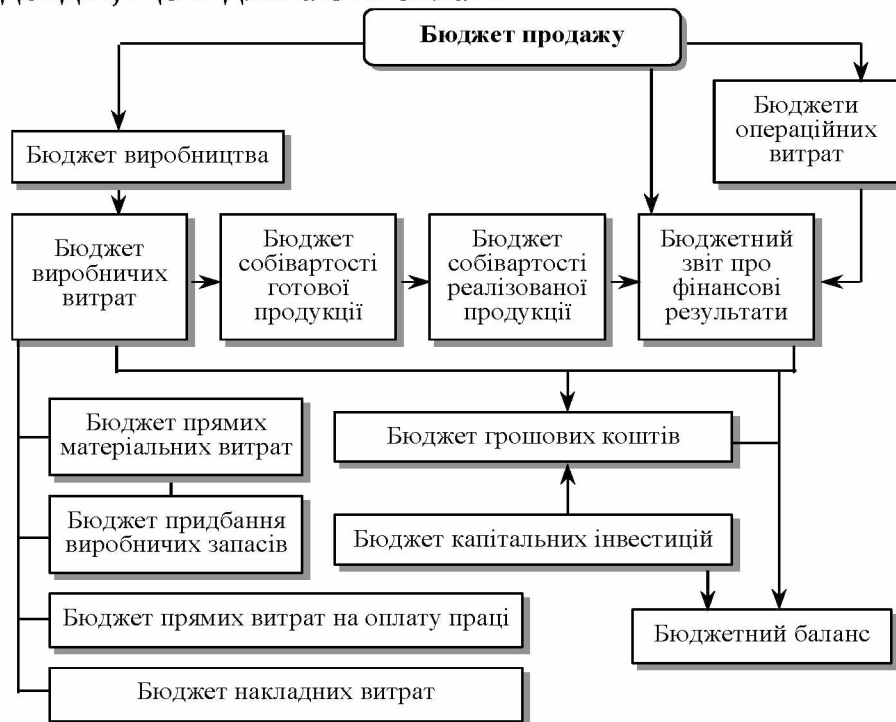 Бюджет продажу
Бюджети
операційних
витрат
Бюджет виробництва
Бюджет
виробничих
витрат
Бюджет
собівартості
готової
продукції
Бюджет
собівартості
реалізованої
продукції
Бюджетний
звіт про
фінансові
результати
Бюджет прямих
матеріальних витрат
Бюджет грошових коштів
Бюджет придбання
виробничих запасів
Бюджет капітальних інвестицій
Бюджет прямих витрат на оплату праці
Бюджетний баланс
Бюджет накладних витрат